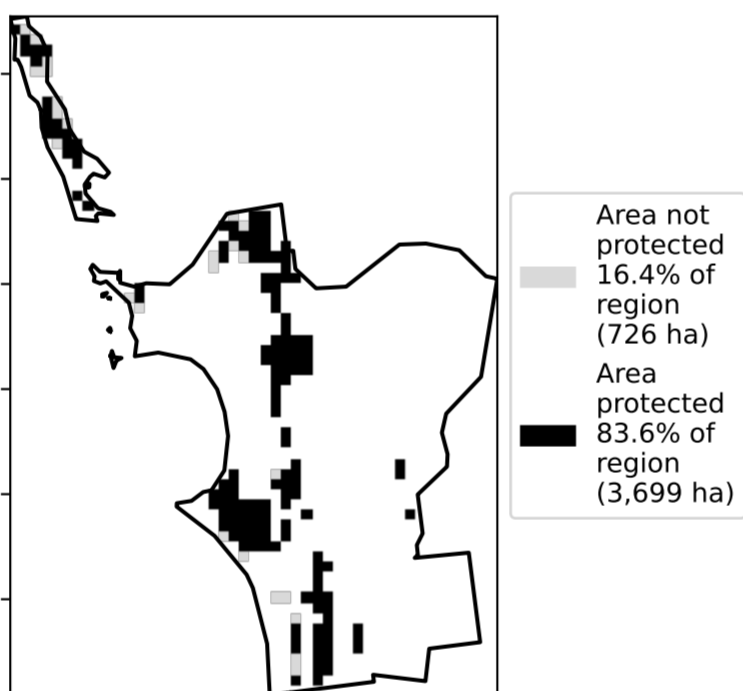 Area not
protected
16.4% of
region
(726 ha)
Area
protected
83.6% of
region
(3,699 ha)